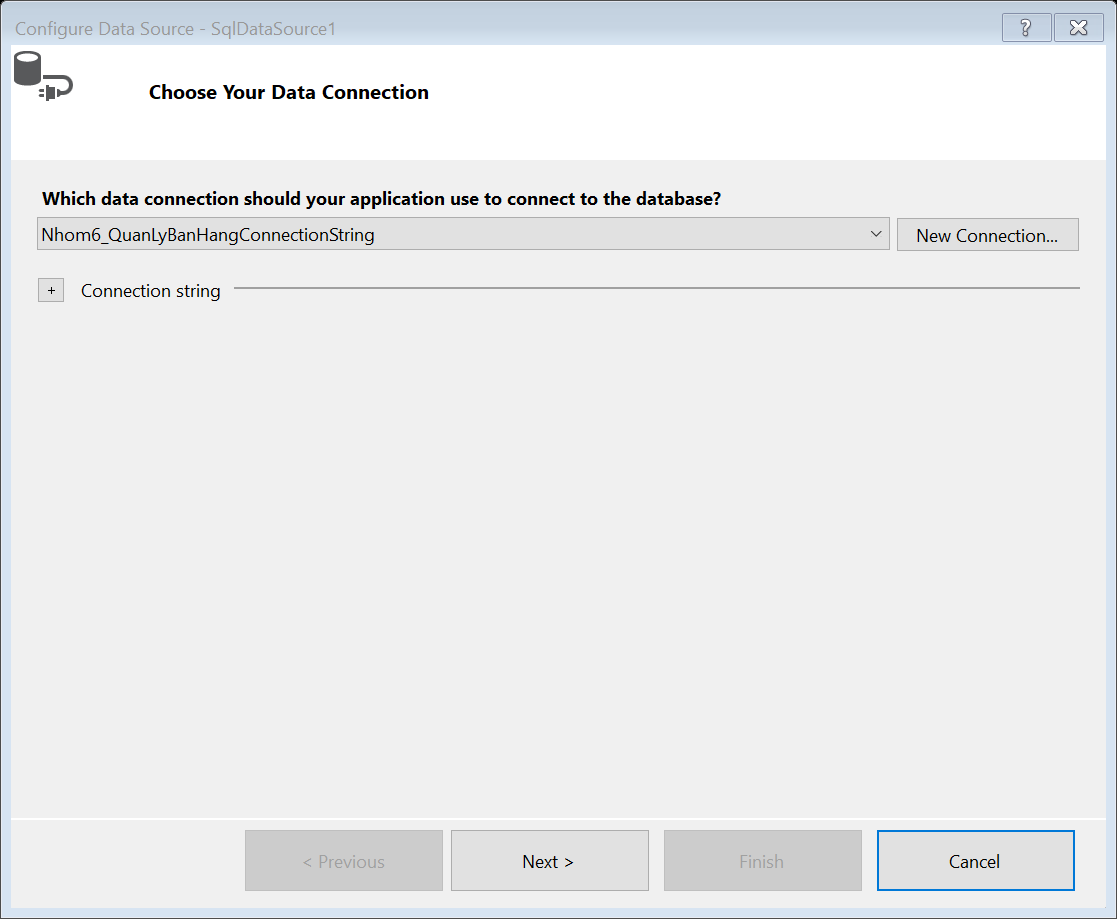 Configure Data Source - SqlDataSource1
?
Choose Your Data Connection
Which data connection should your application use to connect to the database?
Nhom6_QuanLyBanHangConnectionString
New Connection...
+ Connection string
< Previous
Next >
Finish
Cancel